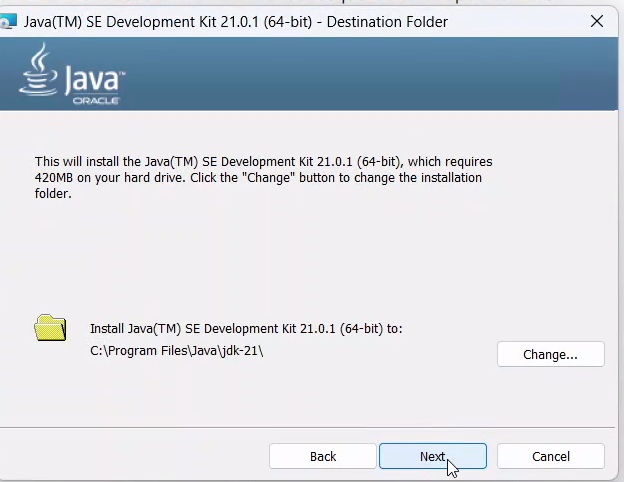 Java(TM) SE Development Kit 21.0.1 (64-bit) - Destination Folder
Java™
ORACLE
This will install the Java(TM) SE Development Kit 21.0.1 (64-bit), which requires
420MB on your hard drive. Click the "Change" button to change the installation
folder.
Install Java(TM) SE Development Kit 21.0.1 (64-bit) to:
C:\Program Files\Java\jdk-21\
Change...
Back
Next
Cancel